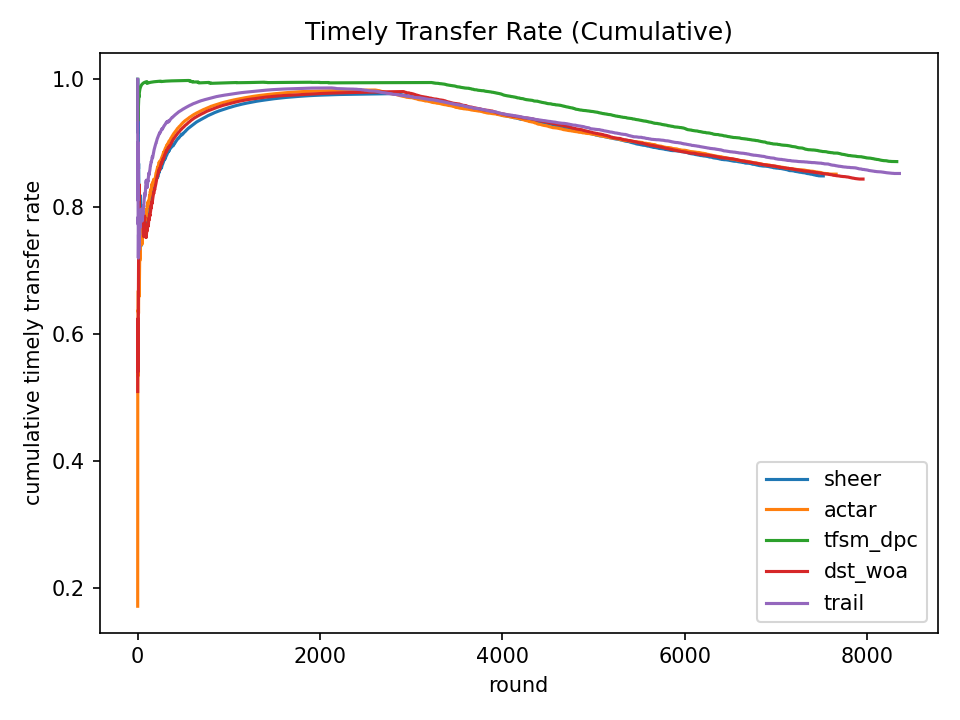 Timely Transfer Rate (Cumulative)
cumulative timely transfer rate
1.0
0.8
0.6
0.4
0.2
0 2000 4000 6000 8000
round
sheer
actar
tfsm_dpc
dst_woa
trail